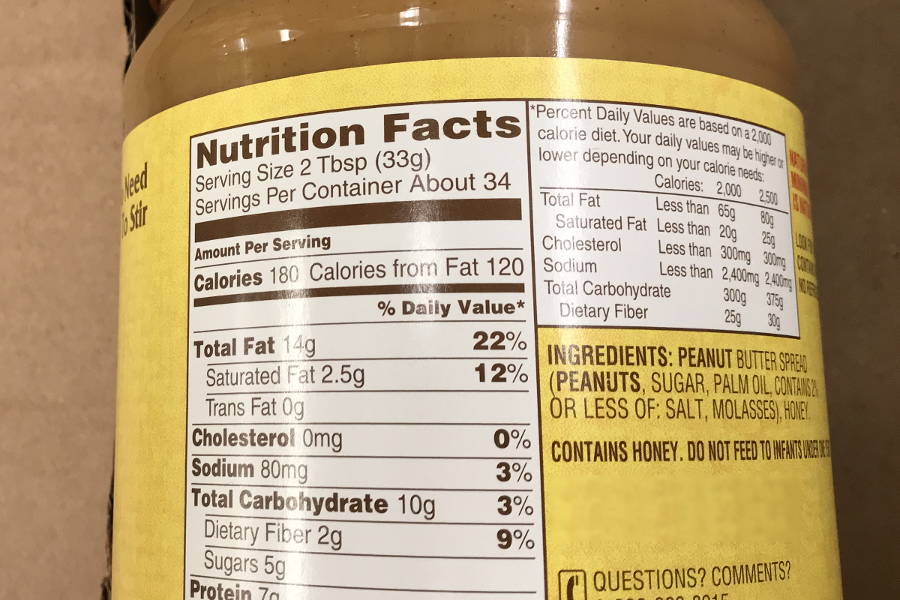 Need
To Stir
Nutrition Facts
Serving Size 2 Tbsp (33g)
Servings Per Container About 34
Amount Per Serving
Calories 180 Calories from Fat 120
% Daily Value*
Total Fat 14g 22%
Saturated Fat 2.5g 12%
Trans Fat 0g
Cholesterol 0mg 0%
Sodium 80mg 3%
Total Carbohydrate 10g 3%
Dietary Fiber 2g 9%
Sugars 5g
Protein 7g
*Percent Daily Values are based on a 2,000
calorie diet. Your daily values may be higher or
lower depending on your calorie needs:
Calories: 2,000 2,500
Total Fat Less than 65g 80g
Saturated Fat Less than 20g 25g
Cholesterol Less than 300mg 300mg
Sodium Less than 2,400mg 2,400mg
Total Carbohydrate 300g 375g
Dietary Fiber 25g 30g
INGREDIENTS: PEANUT BUTTER SPREAD
(PEANUTS, SUGAR, PALM OIL, CONTAINS 2%
OR LESS OF: SALT, MOLASSES), HONEY.
CONTAINS HONEY. DO NOT FEED TO INFANTS UNDER
QUESTIONS? COMMENTS?